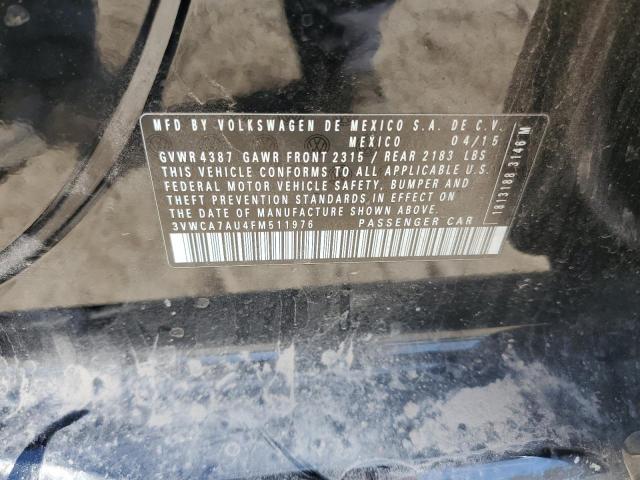 MFD BY VOLKSWAGEN DE MEXICO S.A. DE C.V.
MEXICO 04/15
GVWR 4387 GAWR FRONT 2315 / REAR 2183 LBS
THIS VEHICLE CONFORMS TO ALL APPLICABLE U.S.
FEDERAL MOTOR VEHICLE SAFETY, BUMPER AND
THEFT PREVENTION STANDARDS IN EFFECT ON
THE DATE OF MANUFACTURE SHOWN ABOVE.
3VWCA7AU4FM511976 PASSENGER CAR
1813188 3146 M